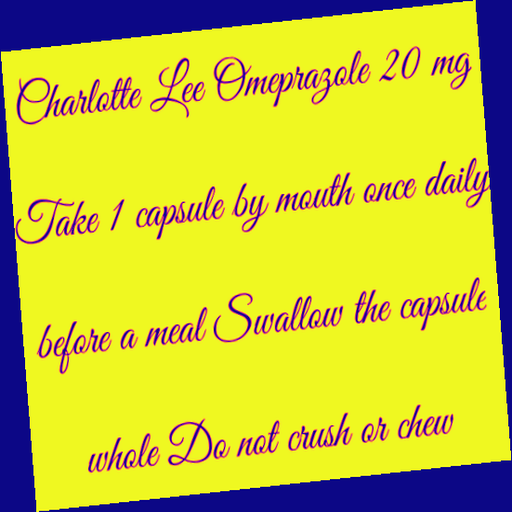 Charlotte Lee Omeprazole 20 mg
Take 1 capsule by mouth once daily
before a meal Swallow the capsule
whole Do not crush or chew